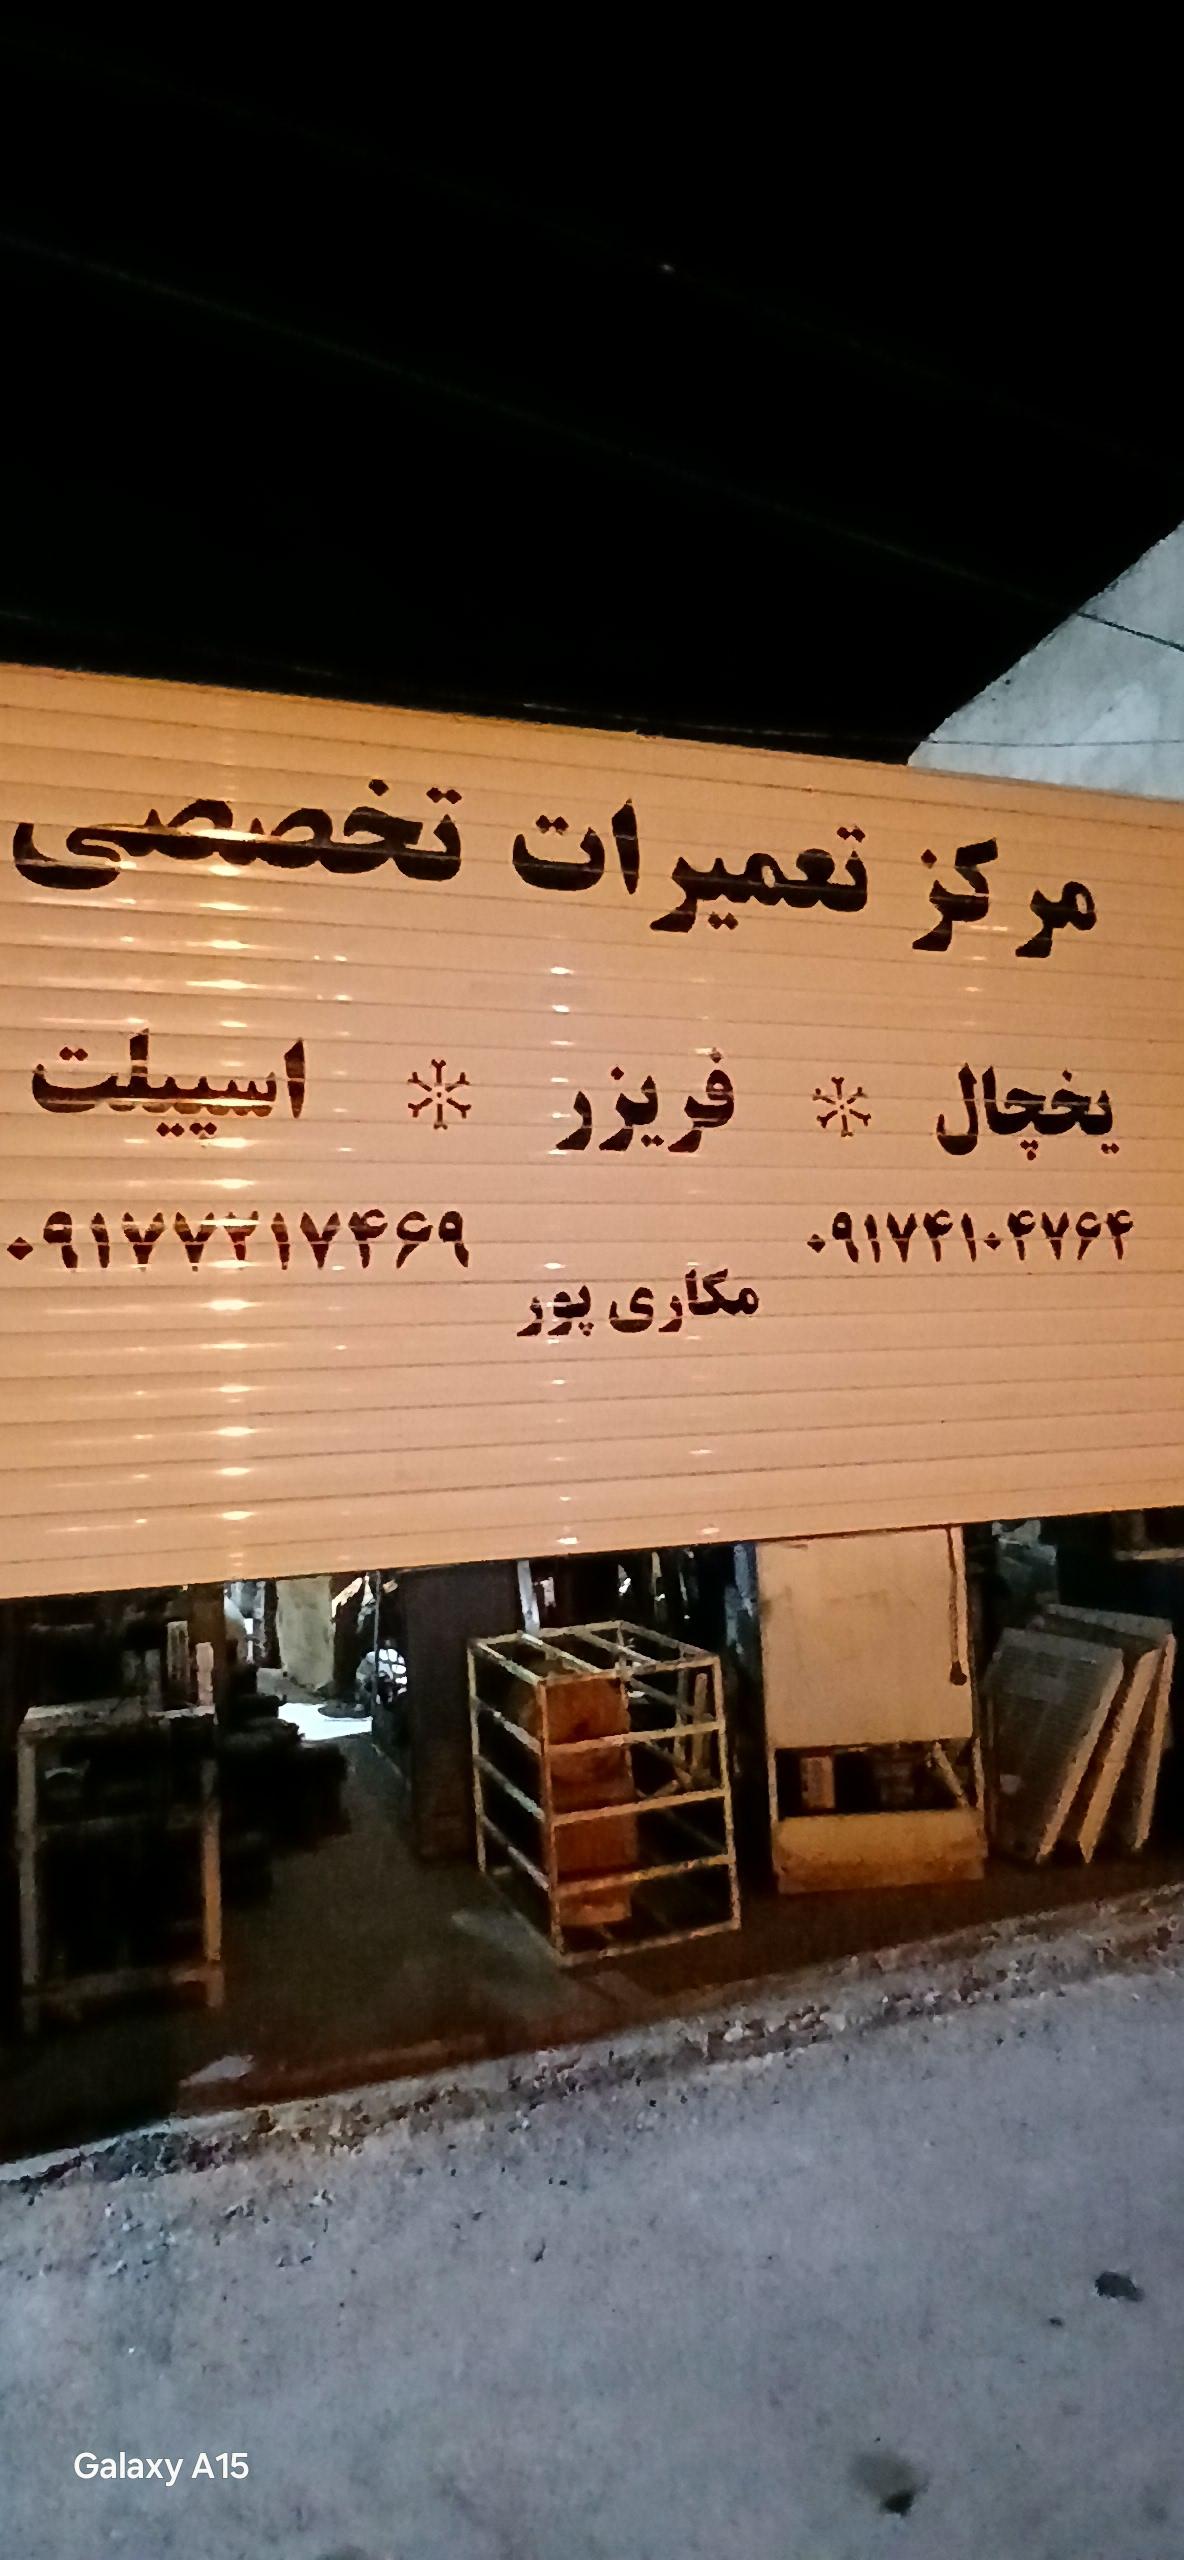 مرکز تعمیرات تخصصی
یخچال فریزر اسپیلت
۰۹۱۷۴۱۰۴۷۶۴ ۰۹۱۷۷۲۱۷۴۶۹
مکاری پور
Galaxy A15